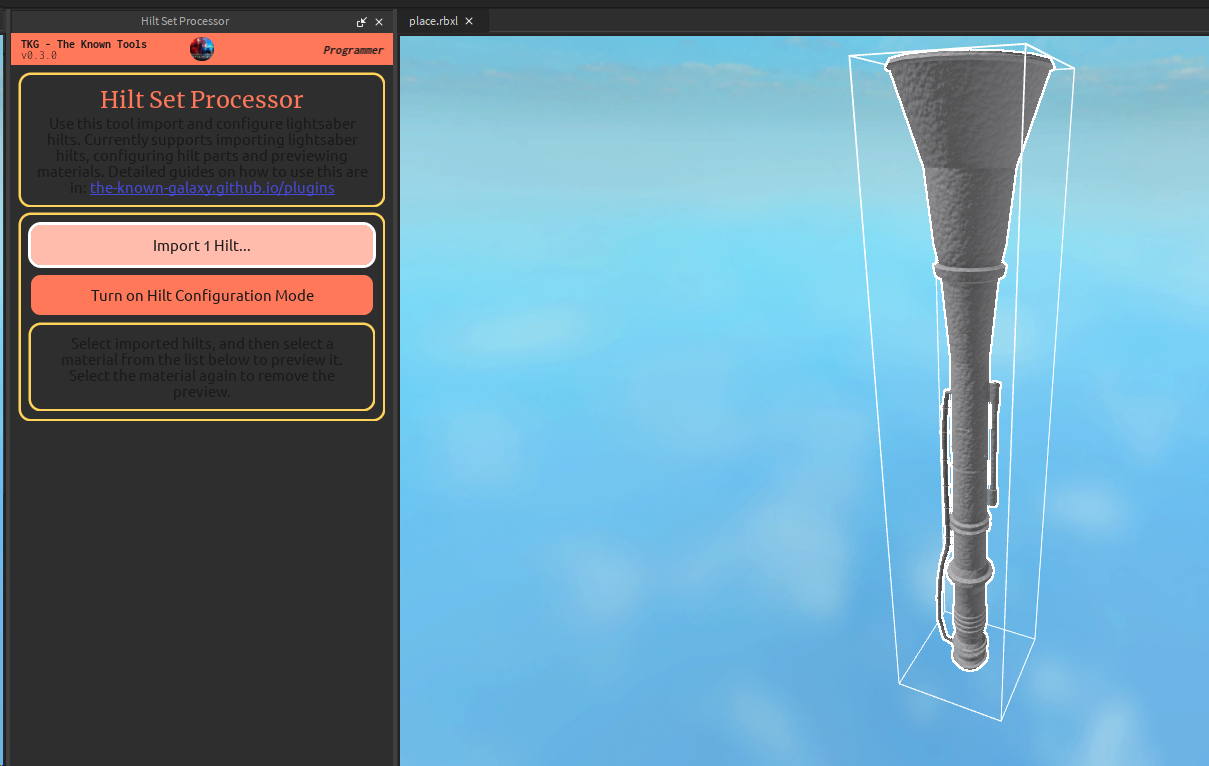 Hilt Set Processor
place.rbxl
TKG - The Known Tools
v0.3.0
Programmer
Hilt Set Processor
Use this tool import and configure lightsaber
hilts. Currently supports importing lightsaber
hilts, configuring hilt parts and previewing
materials. Detailed guides on how to use this are
in: the-known-galaxy.github.io/plugins
Import 1 Hilt...
Turn on Hilt Configuration Mode
Select imported hilts, and then select a
material from the list below to preview it.
Select the material again to remove the
preview.